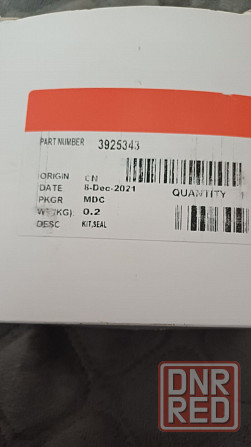 PART NUMBER 3925343
ORIGIN CN
DATE 8-Dec-2021
QUANTITY
PKGR MDC
WT(KG): 0.2
DESC KIT,SEAL
DNR
RED